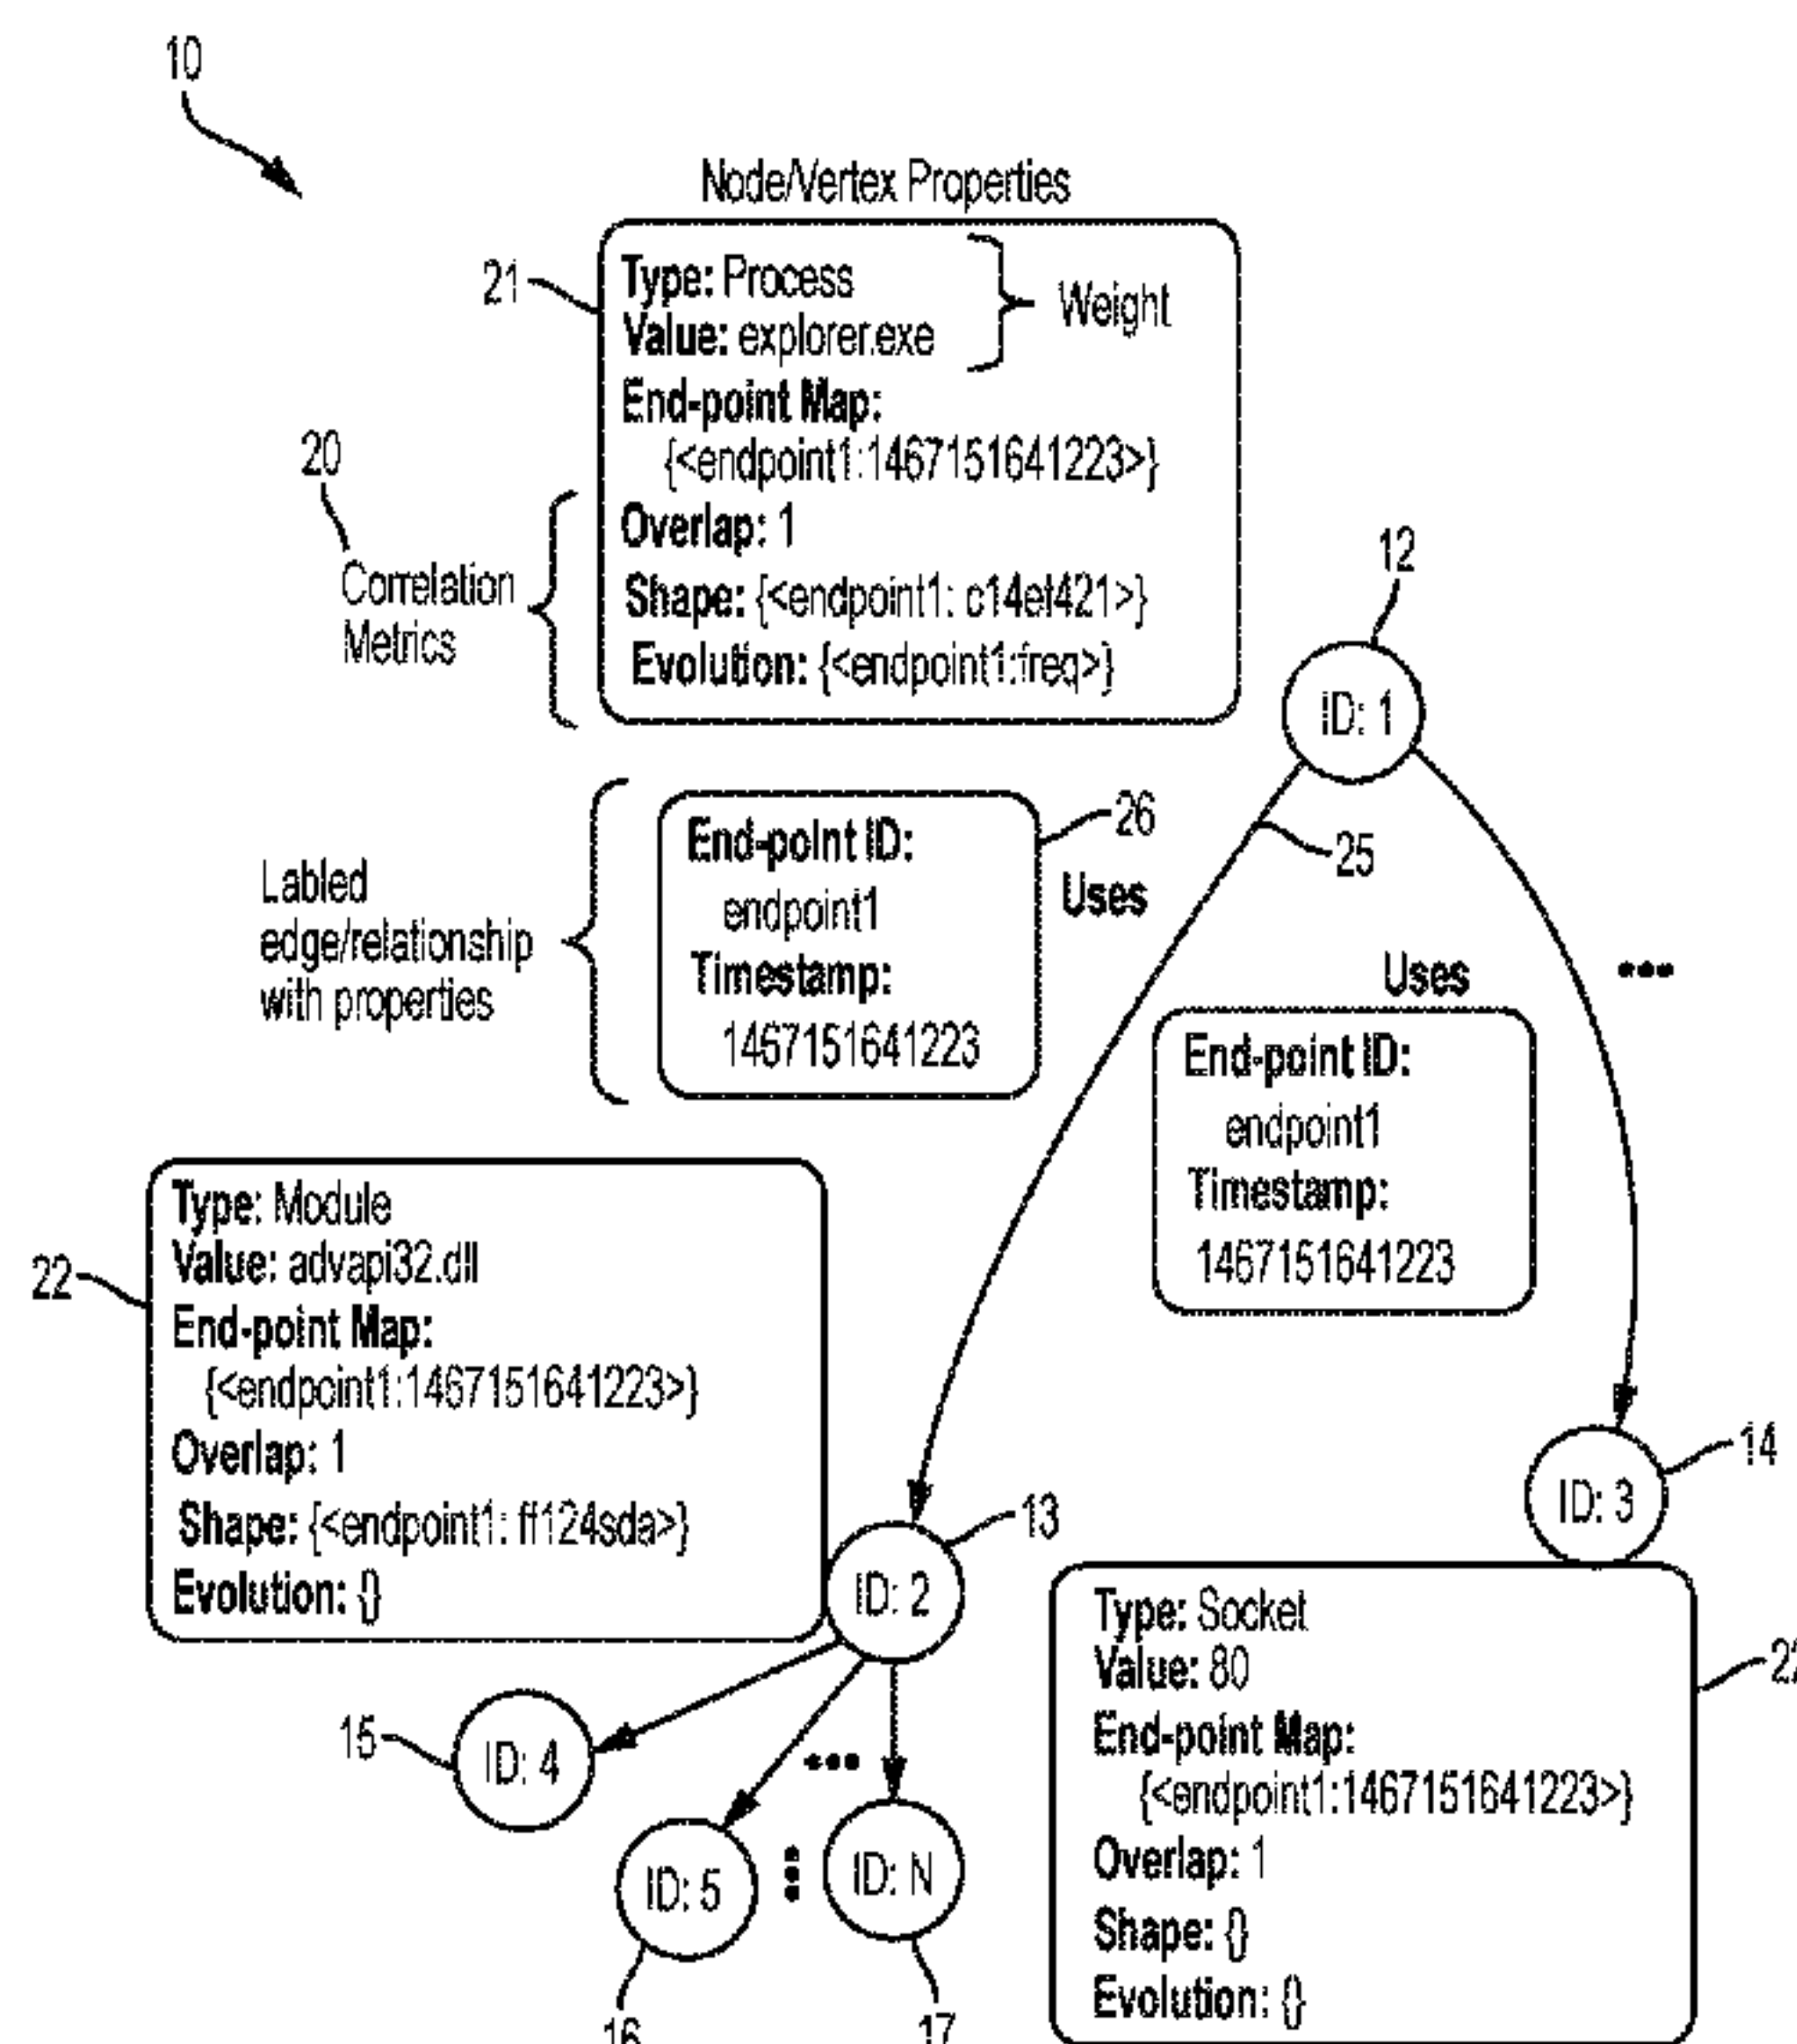 10
Node/Vertex Properties
21
Type: Process
Value: explorer.exe
Weight
End-point Map:
{<endpoint1:1467151641223>}
20
Correlation
Metrics
Overlap: 1
Shape: {<endpoint1: c14ef421>}
Evolution: {<endpoint1:freq>}
12
ID: 1
25
26
End-point ID:
endpoint1
Timestamp:
1467151641223
Uses
Labled
edge/relationship
with properties
Uses
•••
End-point ID:
endpoint1
Timestamp:
1467151641223
22
Type: Module
Value: advapi32.dll
End-point Map:
{<endpoint1:1467151641223>}
Overlap: 1
Shape: {<endpoint1: ff124sda>}
Evolution: {}
13
ID: 2
14
ID: 3
Type: Socket
Value: 80
End-point Map:
{<endpoint1:1467151641223>}
Overlap: 1
Shape: {}
Evolution: {}
15
ID: 4
•••
ID: 5
ID: N
16
17